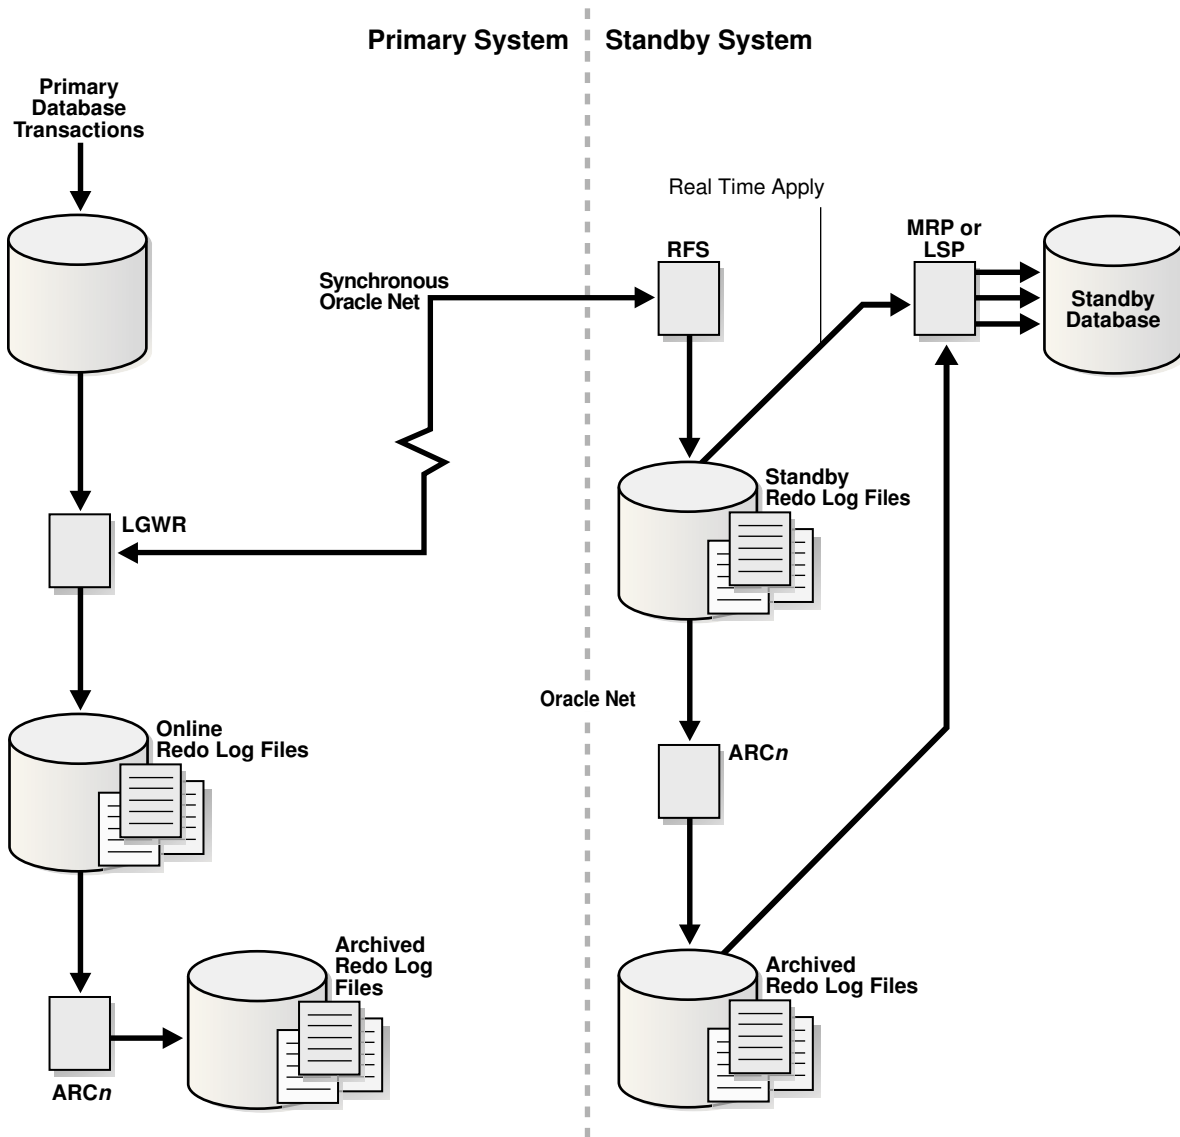 Primary System
Standby System
Primary
Database
Transactions
Real Time Apply
MRP or
LSP
RFS
Synchronous
Oracle Net
Standby
Database
Standby
Redo Log Files
LGWR
Oracle Net
Online
Redo Log Files
ARCn
Archived
Redo Log
Files
Archived
Redo Log Files
ARCn